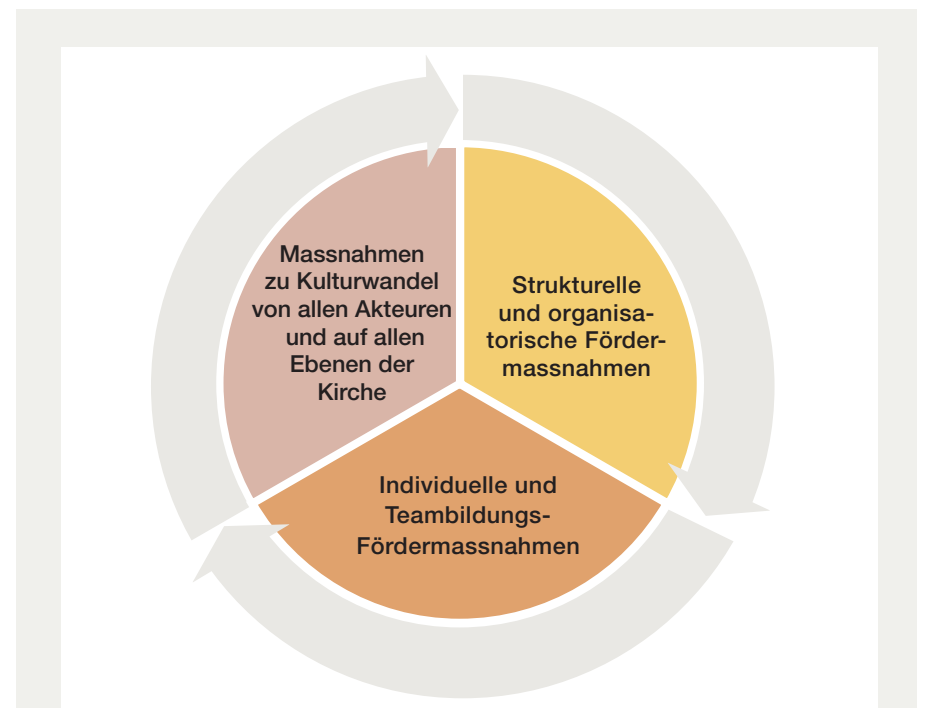 Massnahmen
zu Kulturwandel
von allen Akteuren
und auf allen
Ebenen der
Kirche
Strukturelle
und organisa-
torische Förder-
massnahmen
Individuelle und
Teambildungs-
Fördermassnahmen